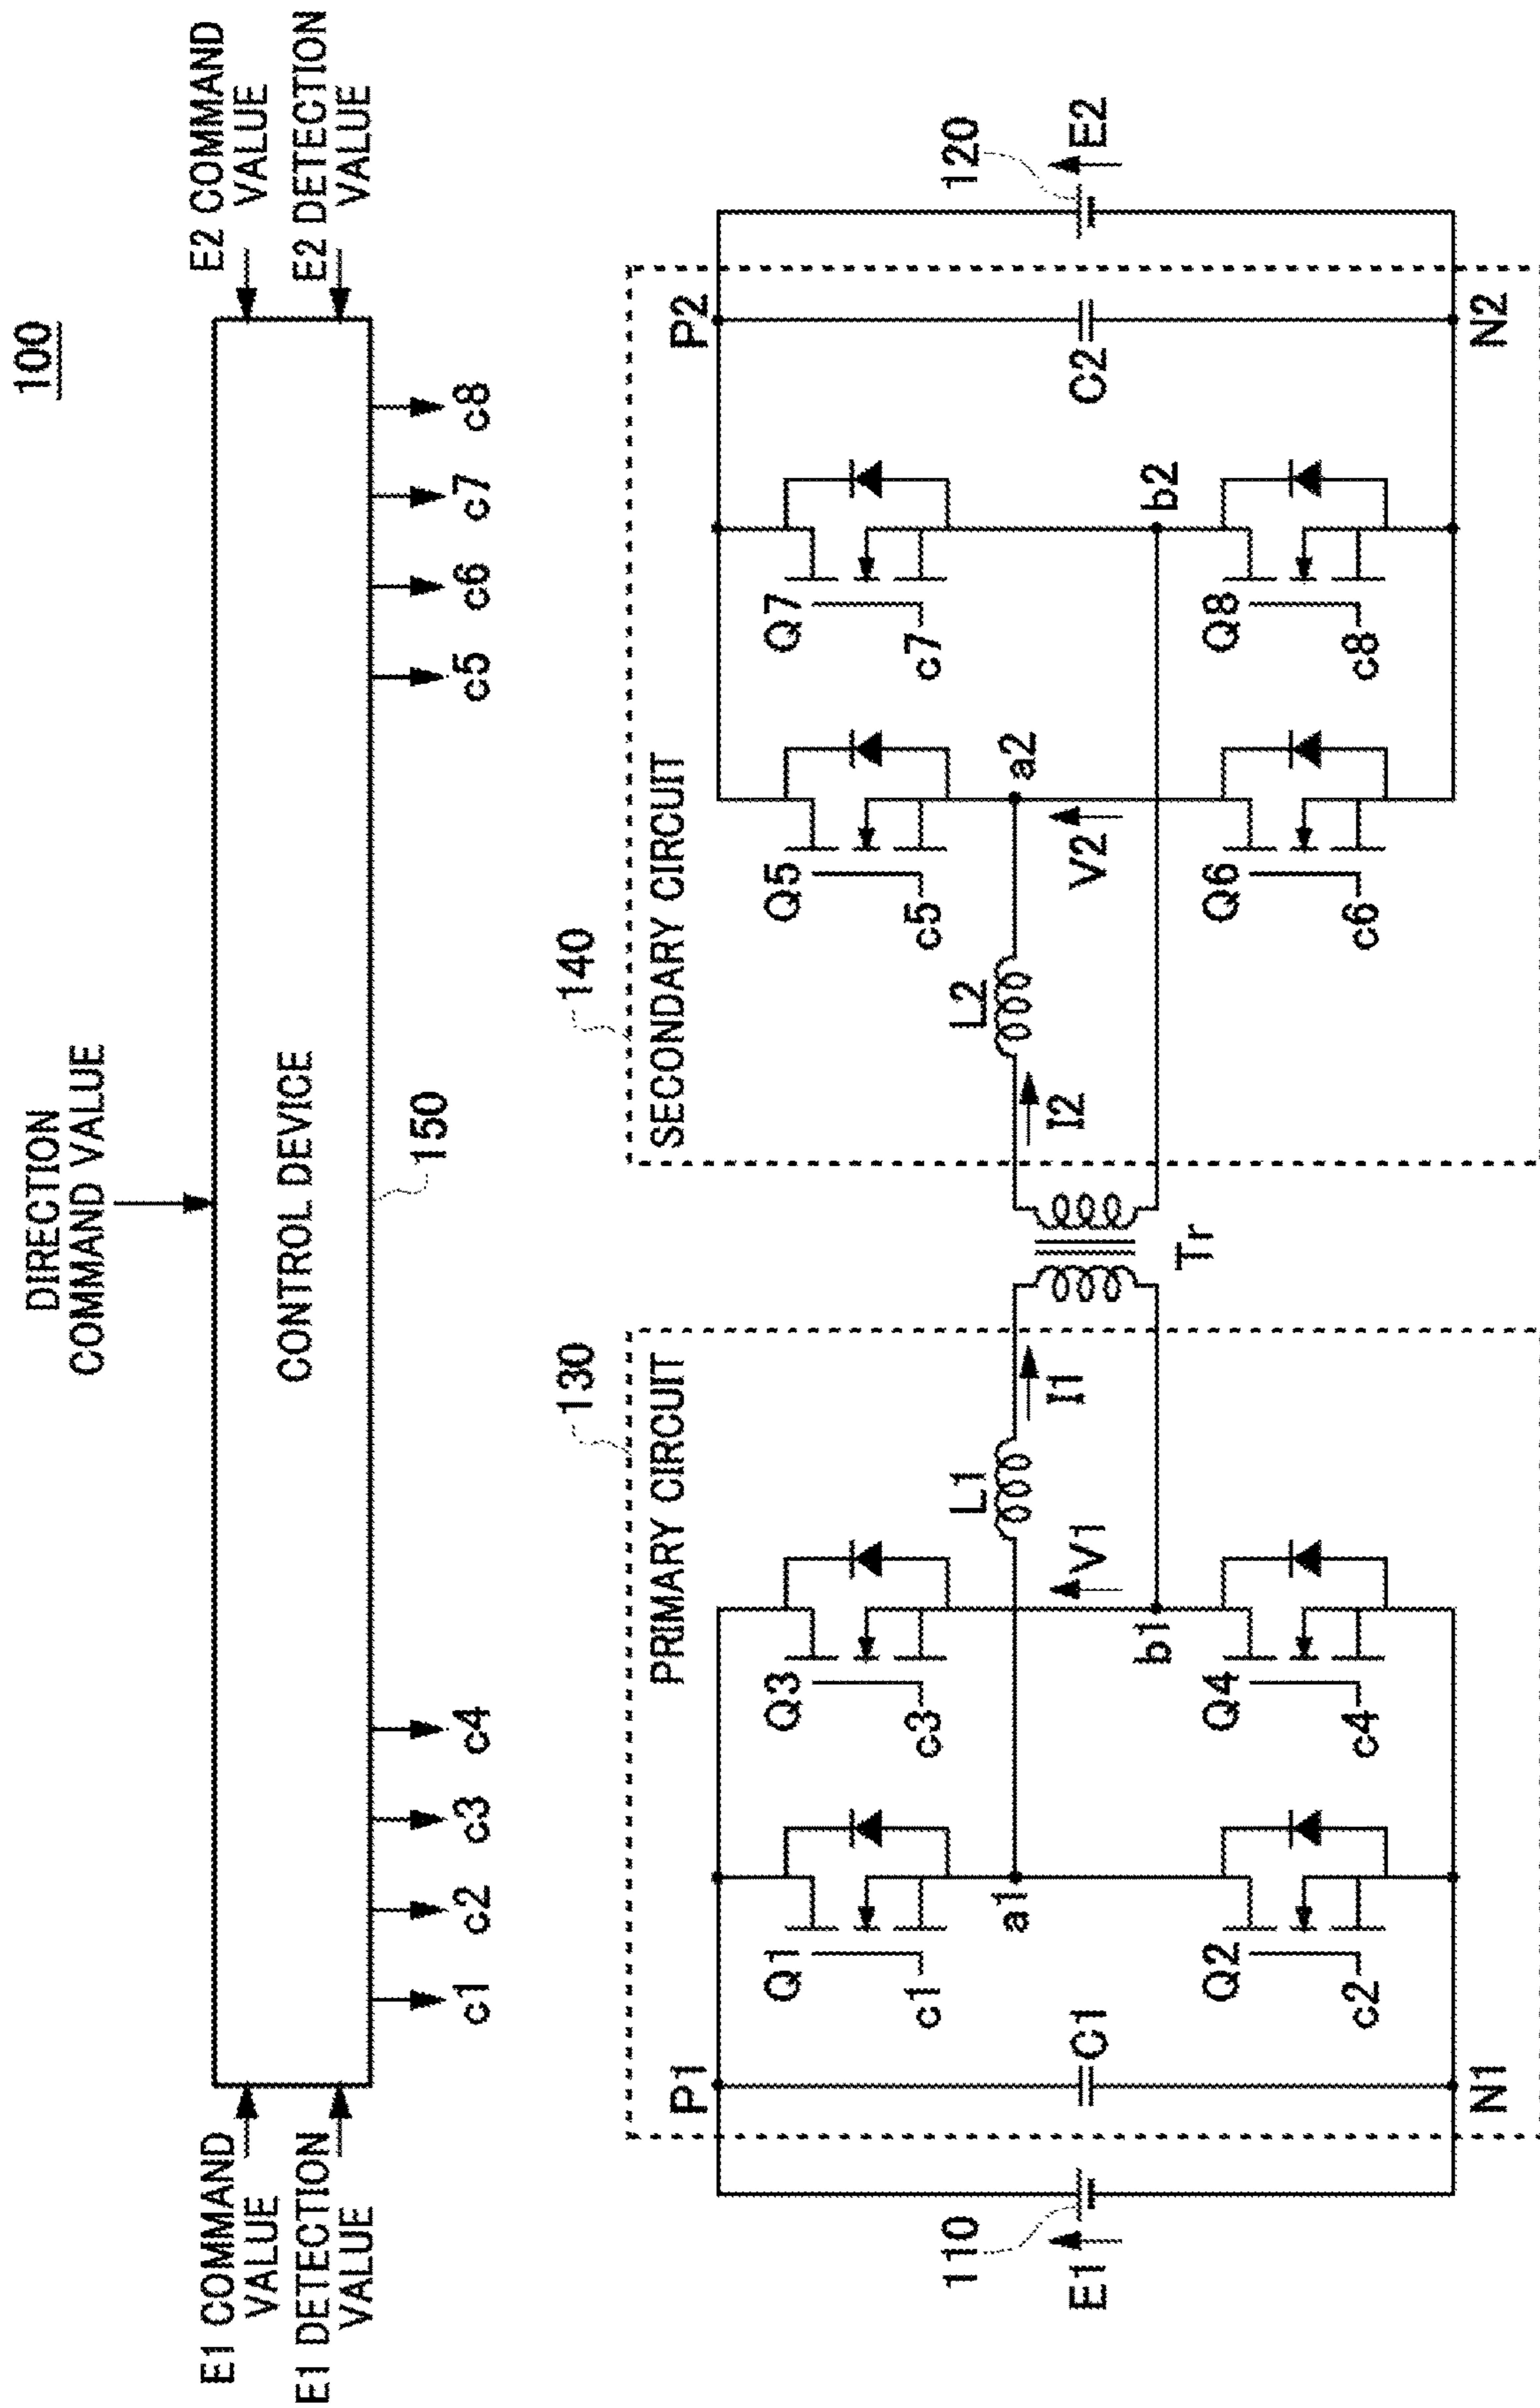 100
DIRECTION
COMMAND VALUE
E1 COMMAND
VALUE
E1 DETECTION
VALUE
CONTROL DEVICE
150
E2 COMMAND
VALUE
E2 DETECTION
VALUE
c1
c2
c3
c4
c5
c6
c7
c8
130
PRIMARY CIRCUIT
140
SECONDARY CIRCUIT
P1
Q1
c1
Q3
c3
L1
I1
110
E1
C1
a1
V1
b1
Q2
c2
Q4
c4
N1
Tr
I2
L2
Q5
c5
Q7
c7
P2
a2
V2
b2
C2
120
E2
Q6
c6
Q8
c8
N2